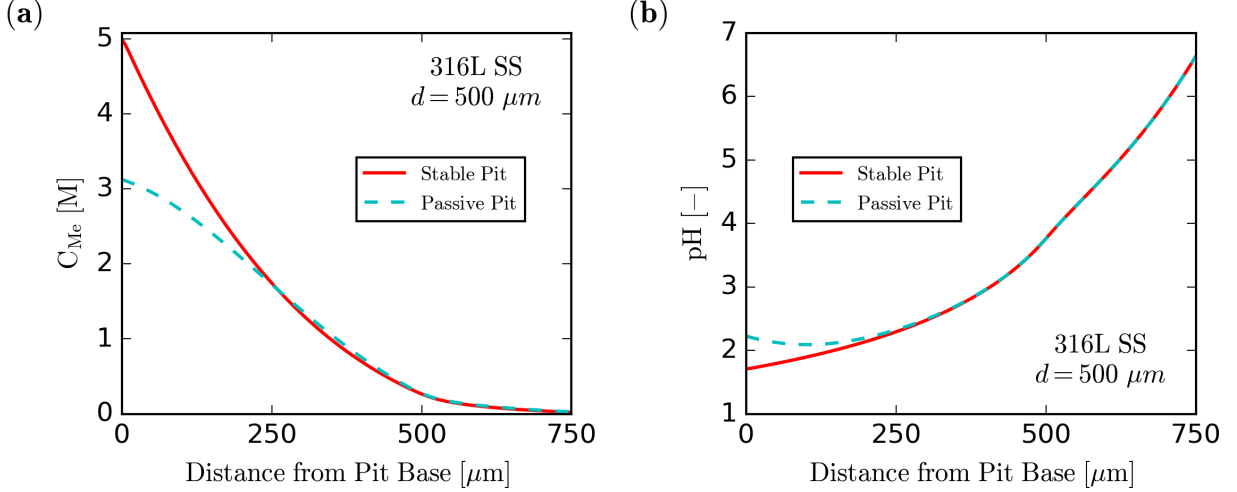 (a)
5
4
3
2
1
0
C_Me [M]
316L SS
d = 500 μm
Stable Pit
Passive Pit
0 250 500 750
Distance from Pit Base [μm]
(b)
7
6
5
4
3
2
1
pH [−]
Stable Pit
Passive Pit
316L SS
d = 500 μm
0 250 500 750
Distance from Pit Base [μm]